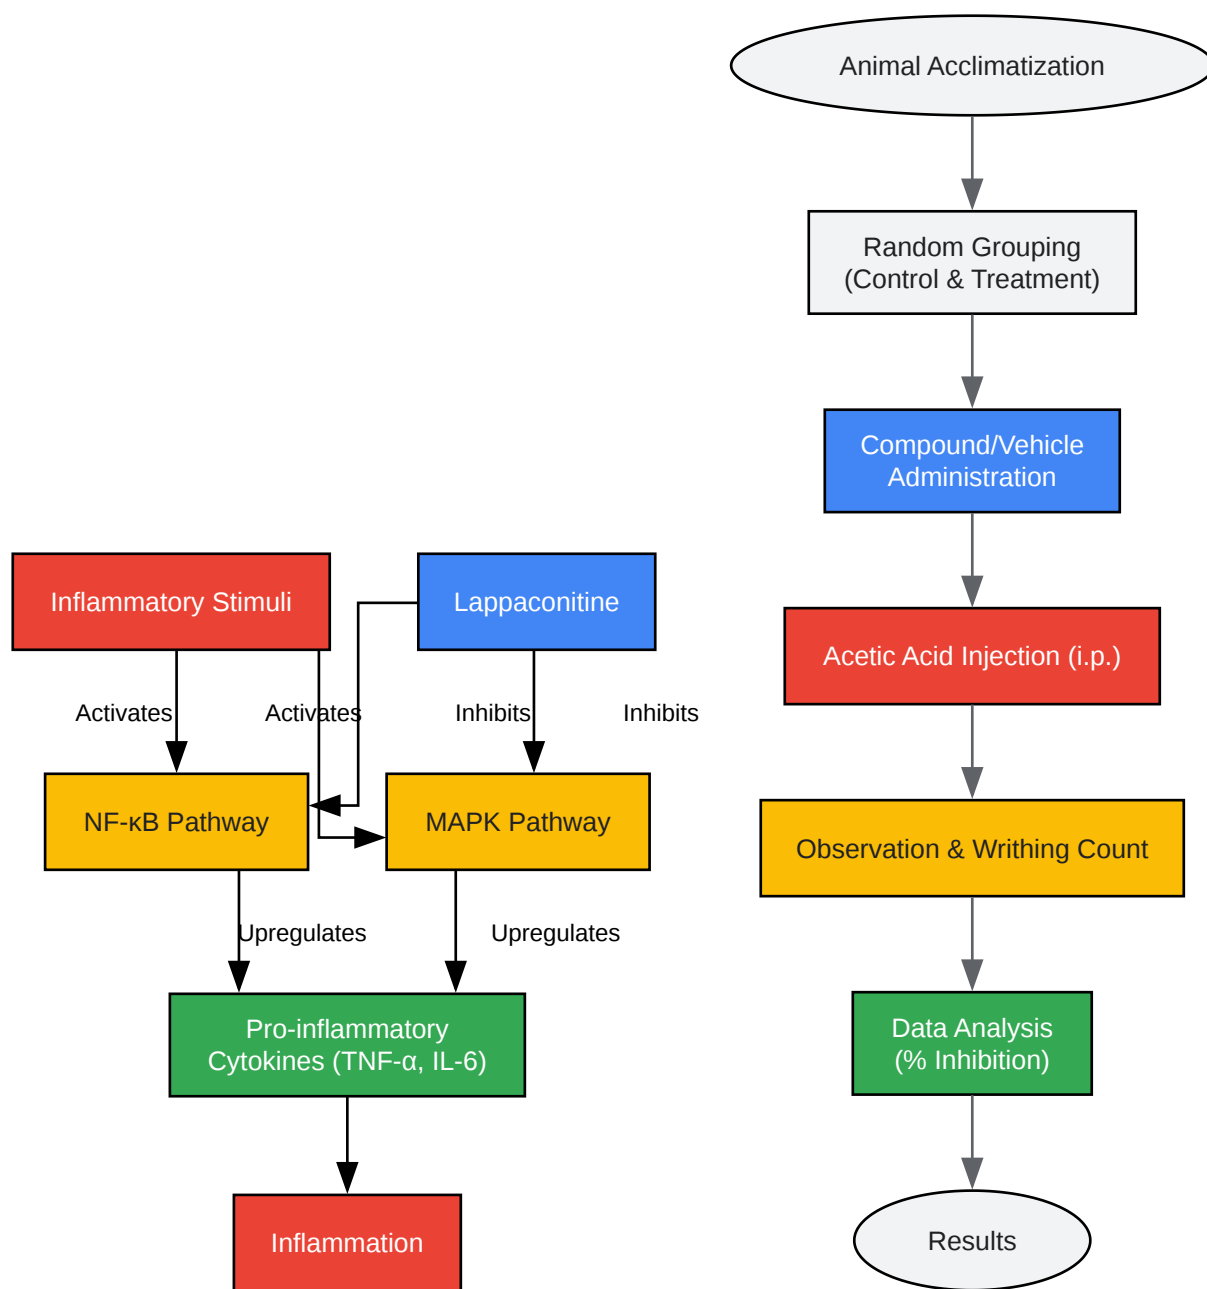 Animal Acclimatization
Random Grouping
(Control & Treatment)
Compound/Vehicle
Administration
Inflammatory Stimuli
Lappaconitine
Acetic Acid Injection (i.p.)
Activates
Activates
Inhibits
Inhibits
NF-κB Pathway
MAPK Pathway
Observation & Writhing Count
Upregulates
Upregulates
Pro-inflammatory
Cytokines (TNF-α, IL-6)
Data Analysis
(% Inhibition)
Inflammation
Results